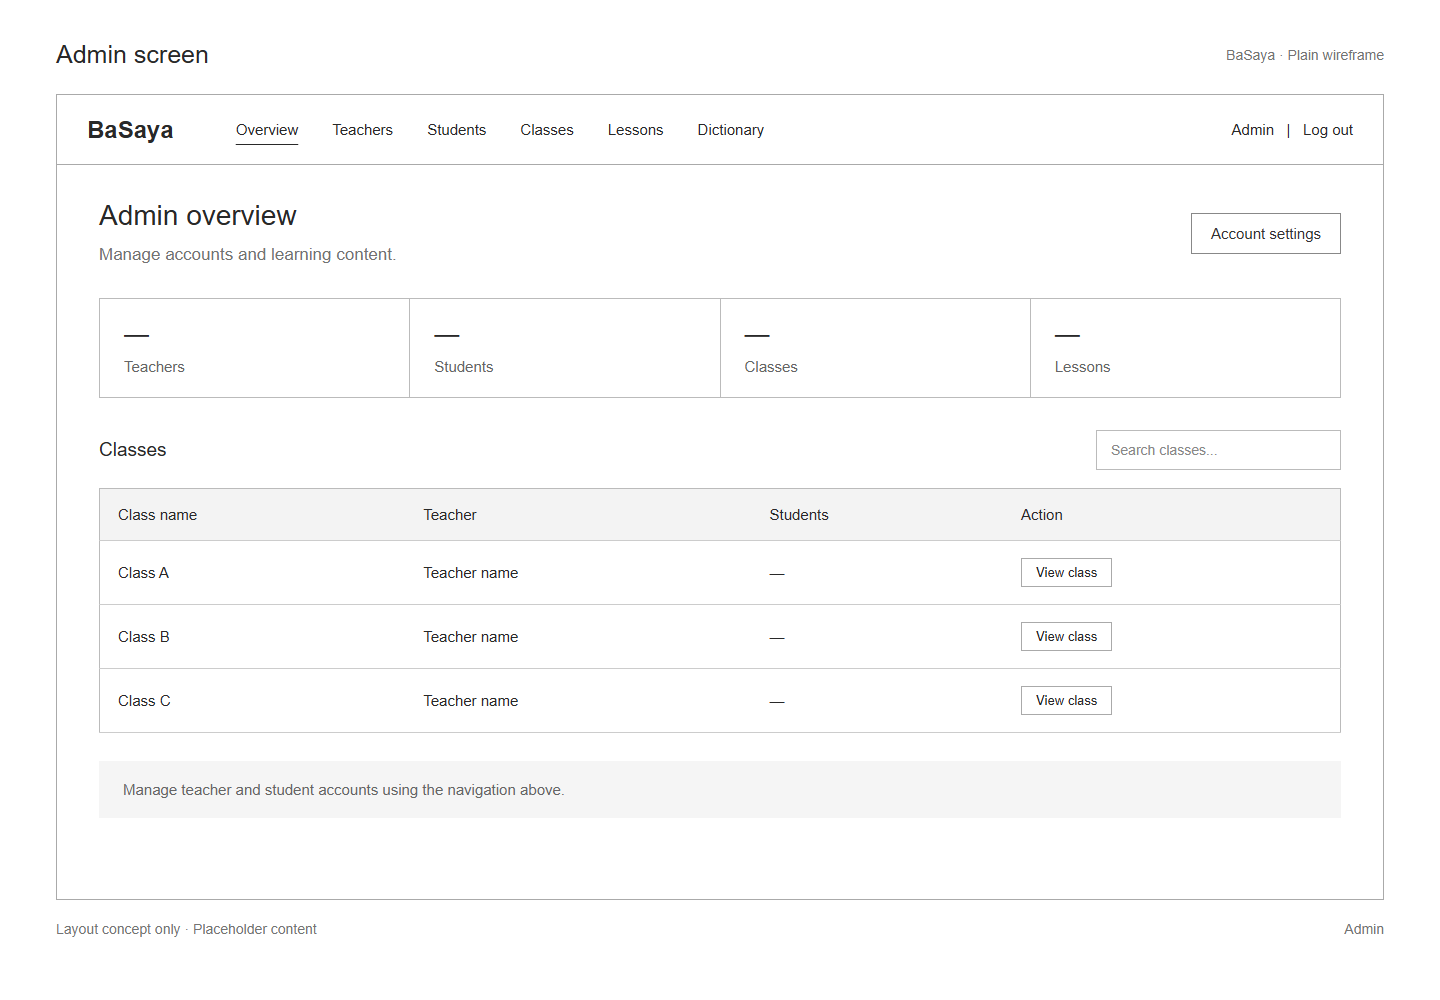 Admin screen
BaSaya · Plain wireframe
BaSaya Overview Teachers Students Classes Lessons Dictionary Admin | Log out
Admin overview
Manage accounts and learning content.
Account settings
— — — —
Teachers Students Classes Lessons
Classes
Search classes...
Class name Teacher Students Action
Class A Teacher name — View class
Class B Teacher name — View class
Class C Teacher name — View class
Manage teacher and student accounts using the navigation above.
Layout concept only · Placeholder content
Admin